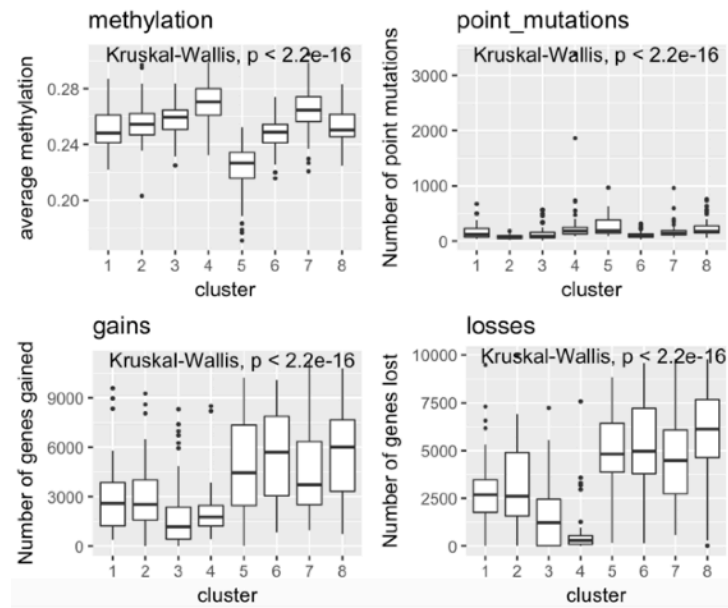 methylation
Kruskal-Wallis, p < 2.2e-16
average methylation
0.28
0.24
0.20
1 2 3 4 5 6 7 8
cluster
point_mutations
Kruskal-Wallis, p < 2.2e-16
Number of point mutations
3000
2000
1000
0
1 2 3 4 5 6 7 8
cluster
gains
Kruskal-Wallis, p < 2.2e-16
Number of genes gained
9000
6000
3000
0
1 2 3 4 5 6 7 8
cluster
losses
Kruskal-Wallis, p < 2.2e-16
Number of genes lost
10000
7500
5000
2500
0
1 2 3 4 5 6 7 8
cluster